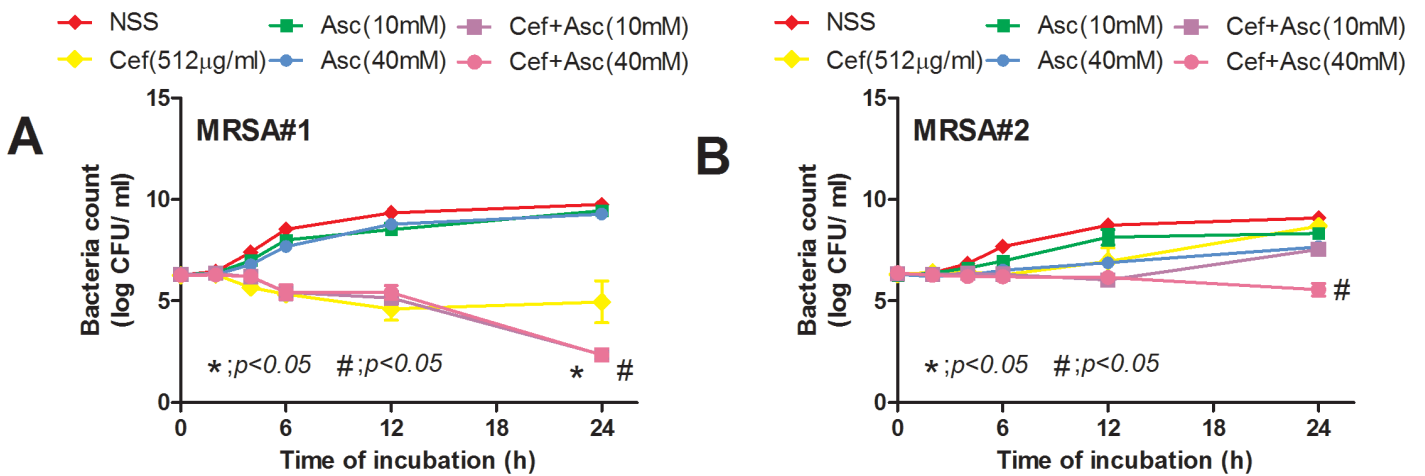 NSS Asc(10mM) Cef+Asc(10mM)
Cef(512µg/ml) Asc(40mM) Cef+Asc(40mM)
A
MRSA#1
Bacteria count
(log CFU/ ml)
15
10
5
0
*;p<0.05 #;p<0.05
* #
0 6 12 18 24
Time of incubation (h)
NSS Asc(10mM) Cef+Asc(10mM)
Cef(512µg/ml) Asc(40mM) Cef+Asc(40mM)
B
MRSA#2
Bacteria count
(log CFU/ ml)
15
10
5
0
#
*;p<0.05 #;p<0.05
0 6 12 18 24
Time of incubation (h)